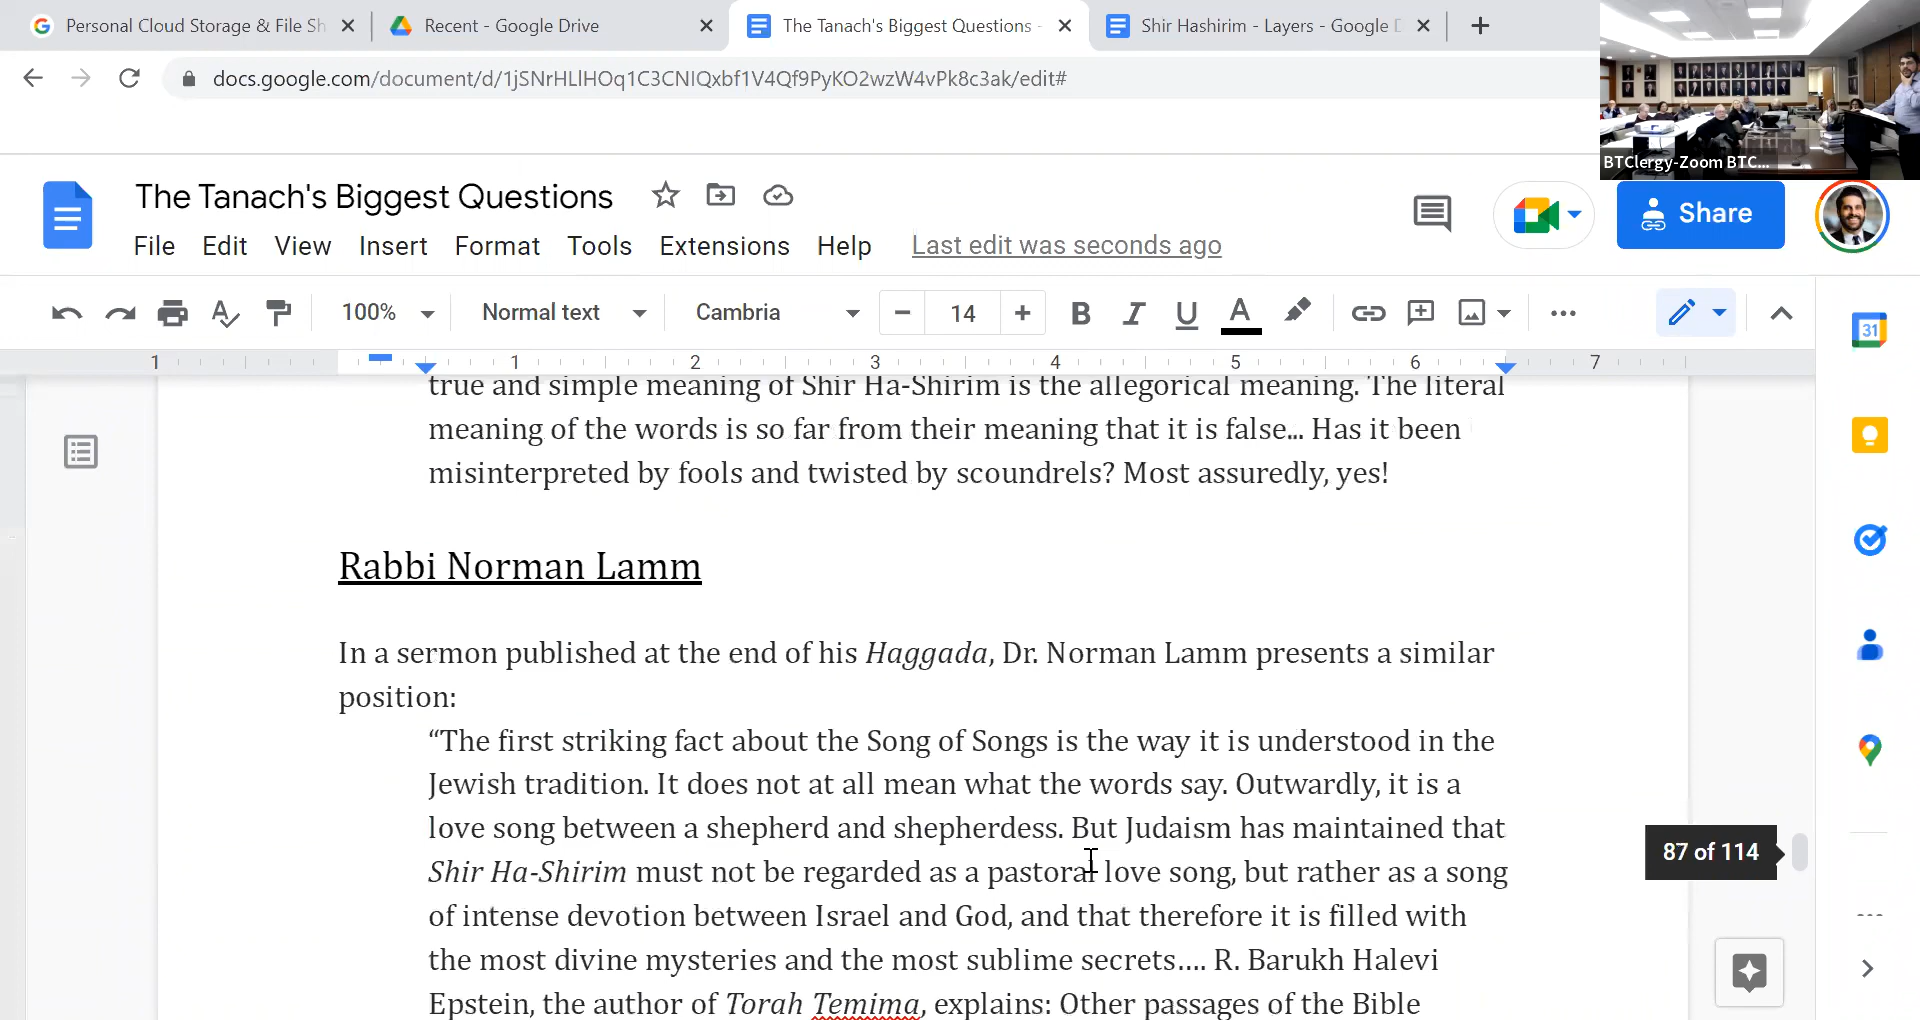 Personal Cloud Storage & File Sh
Recent - Google Drive
The Tanach's Biggest Questions -
Shir Hashirim - Layers - Google D
docs.google.com/document/d/1jSNrHLlHOq1C3CNIQxbf1V4Qf9PyKO2wzW4vPk8c3ak/edit#
BTClergy-Zoom BTC...
The Tanach's Biggest Questions
Share
File Edit View Insert Format Tools Extensions Help Last edit was seconds ago
100% Normal text Cambria 14 B I U A
31
1 1 2 3 4 5 6 7
true and simple meaning of Shir Ha-Shirim is the allegorical meaning. The literal
meaning of the words is so far from their meaning that it is false... Has it been
misinterpreted by fools and twisted by scoundrels? Most assuredly, yes!
Rabbi Norman Lamm
In a sermon published at the end of his Haggada, Dr. Norman Lamm presents a similar
position:
“The first striking fact about the Song of Songs is the way it is understood in the
Jewish tradition. It does not at all mean what the words say. Outwardly, it is a
love song between a shepherd and shepherdess. But Judaism has maintained that
Shir Ha-Shirim must not be regarded as a pastoral love song, but rather as a song
of intense devotion between Israel and God, and that therefore it is filled with
the most divine mysteries and the most sublime secrets…. R. Barukh Halevi
Epstein, the author of Torah Temima, explains: Other passages of the Bible
87 of 114